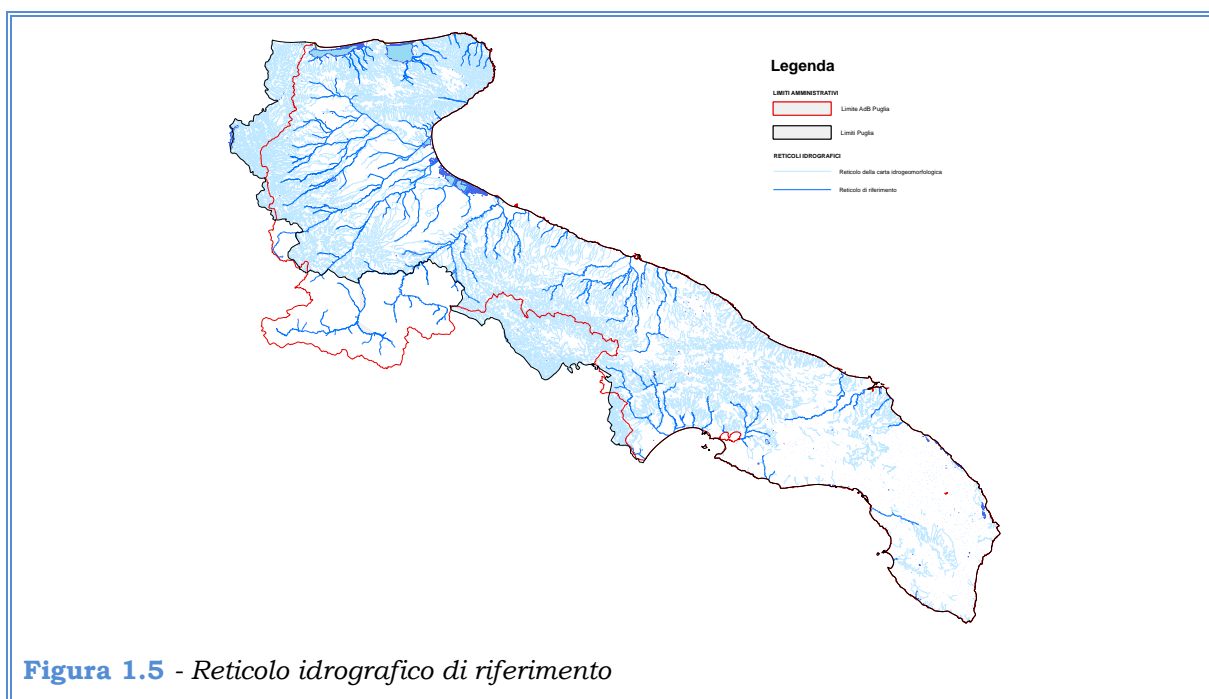 Legenda
LIMITI AMMINISTRATIVI
Limite AdB Puglia
Limiti Puglia
RETICOLI IDROGRAFICI
Reticolo della carta idrogeomorfologica
Reticolo di riferimento
Figura 1.5 - Reticolo idrografico di riferimento